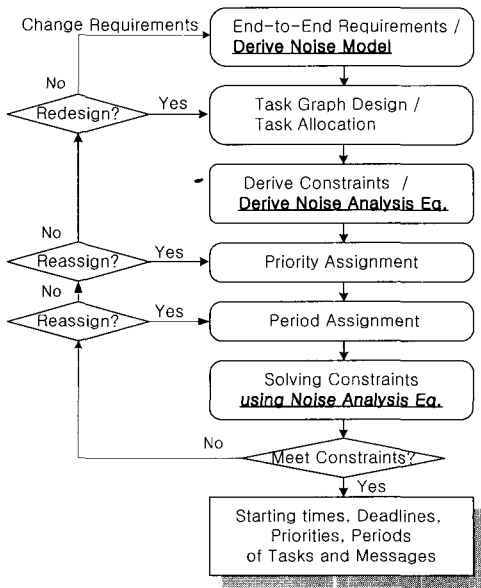 Change Requirements
End-to-End Requirements /
Derive Noise Model
No
Redesign?
Yes
Task Graph Design /
Task Allocation
Derive Constraints /
Derive Noise Analysis Eq.
No
Reassign?
Yes
Priority Assignment
No
Reassign?
Yes
Period Assignment
Solving Constraints
using Noise Analysis Eq.
No
Meet Constraints?
Yes
Starting times, Deadlines,
Priorities, Periods
of Tasks and Messages